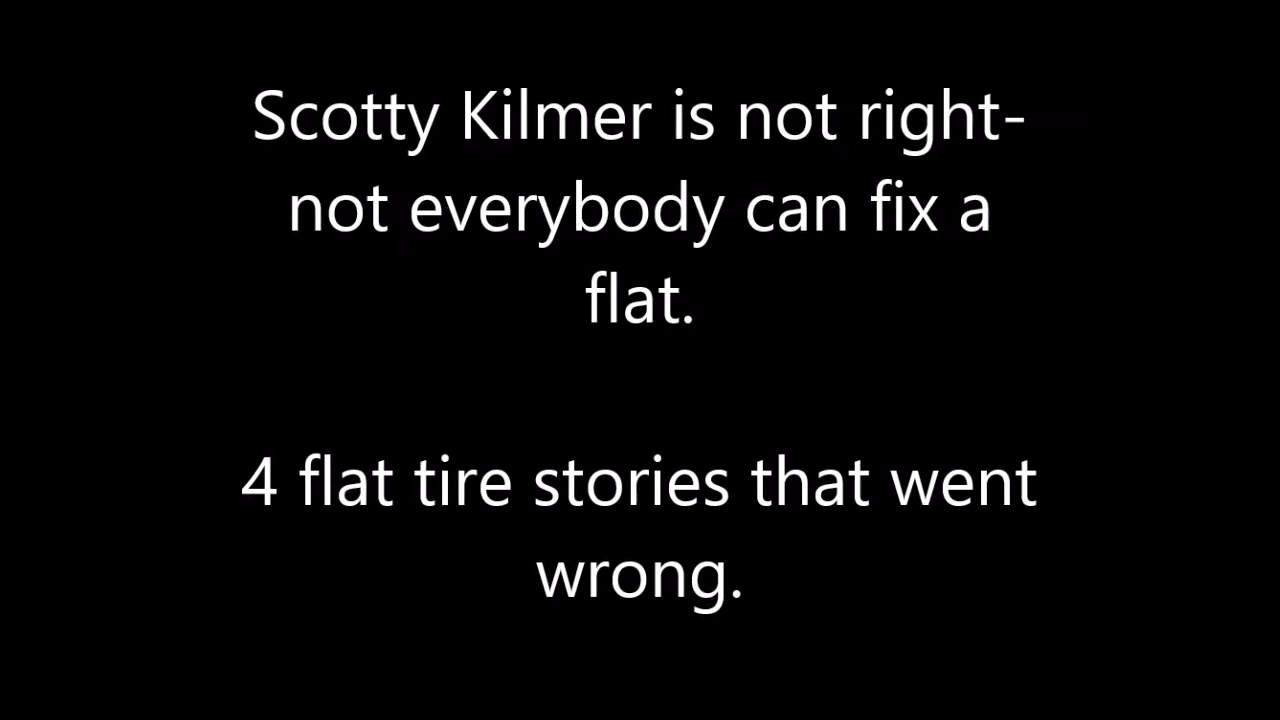 Scotty Kilmer is not right-
not everybody can fix a
flat.
4 flat tire stories that went
wrong.